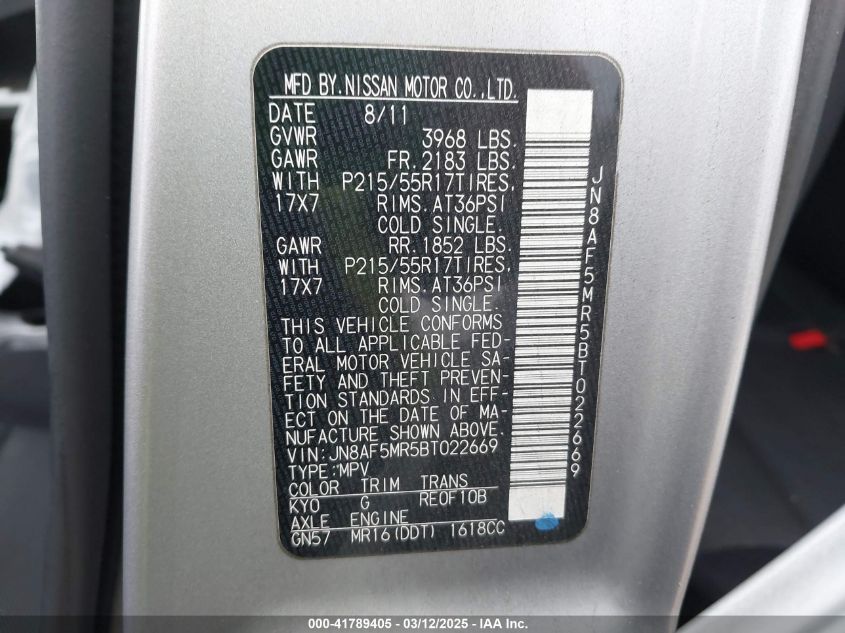 MFD BY.NISSAN MOTOR CO.,LTD.
DATE 8/11
GVWR 3968 LBS.
GAWR FR.2183 LBS.
WITH P215/55R17TIRES,
17X7 RIMS.AT36PSI
COLD SINGLE.
GAWR RR.1852 LBS.
WITH P215/55R17TIRES,
17X7 RIMS.AT36PSI
COLD SINGLE.
THIS VEHICLE CONFORMS
TO ALL APPLICABLE FED-
ERAL MOTOR VEHICLE SA-
FETY AND THEFT PREVEN-
TION STANDARDS IN EFF-
ECT ON THE DATE OF MA-
NUFACTURE SHOWN ABOVE.
VIN:JN8AF5MR5BT022669
TYPE:MPV
COLOR TRIM TRANS
KYO G RE0F10B
AXLE ENGINE
GN57 MR16(DDT) 1618CC
JN8AF5MR5BT022669
000-41789405 - 03/12/2025 - IAA Inc.